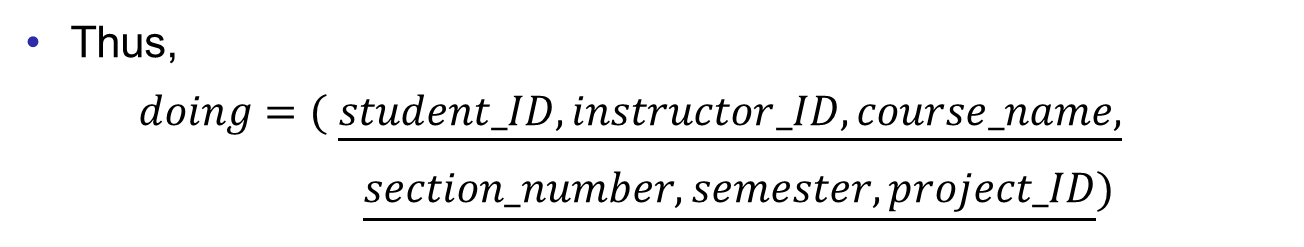 • Thus,
doing = ( student_ID, instructor_ID, course_name,
section_number, semester, project_ID)